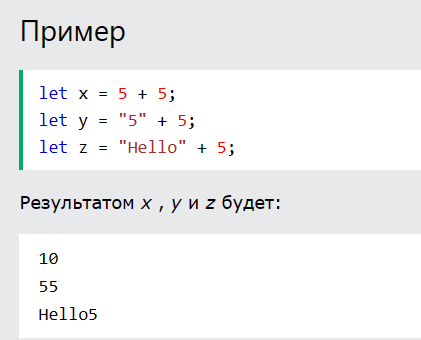 Пример
let x = 5 + 5;
let y = "5" + 5;
let z = "Hello" + 5;
Результатом x , y и z будет:
10
55
Hello5